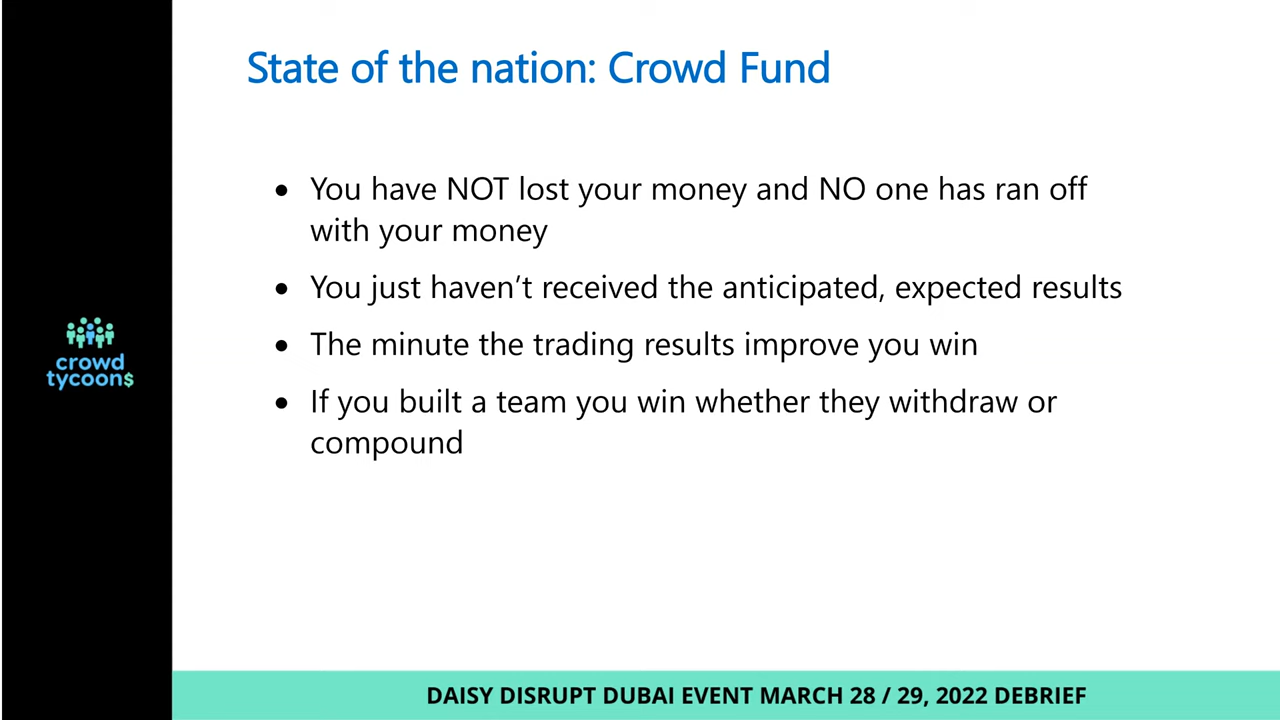 State of the nation: Crowd Fund
• You have NOT lost your money and NO one has ran off
with your money
• You just haven’t received the anticipated, expected results
• The minute the trading results improve you win
• If you built a team you win whether they withdraw or
compound
crowd
tycoon$
DAISY DISRUPT DUBAI EVENT MARCH 28 / 29, 2022 DEBRIEF